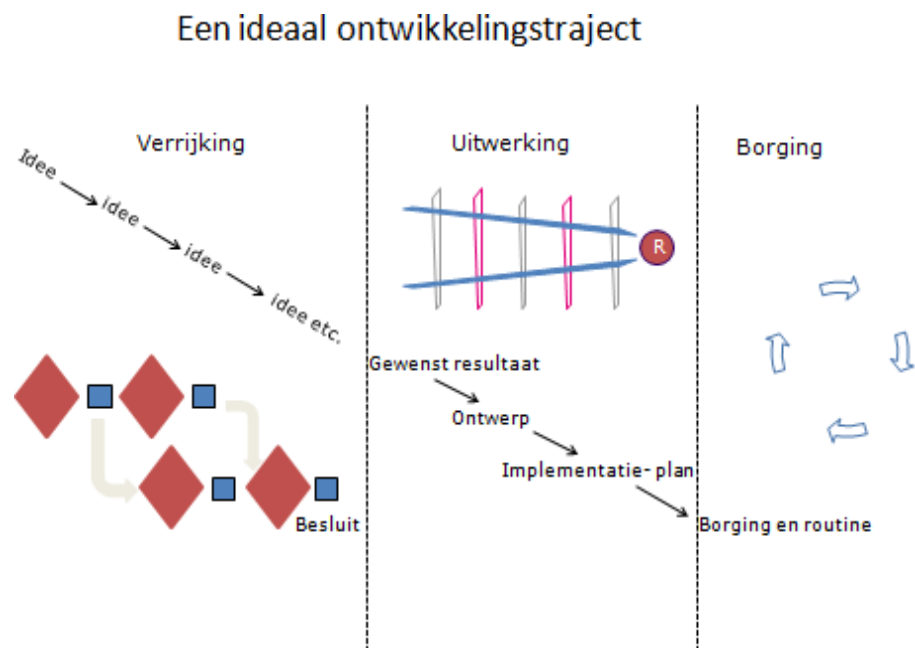 Een ideaal ontwikkelingstraject
Verrijking
Idee
idee
idee
idee etc.
Besluit
Uitwerking
R
Gewenst resultaat
Ontwerp
Implementatie- plan
Borging
Borging en routine